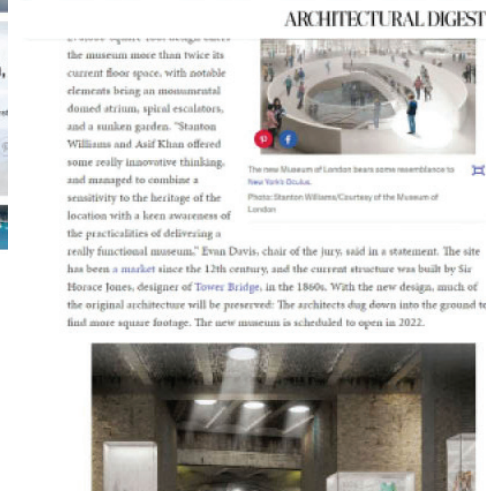 ARCHITECTURAL DIGEST
the museum more than twice its
current floor space, with notable
elements being an monumental
domed atrium, spiral escalators,
and a sunken garden. "Stanton
Williams and Asif Khan offered
some really innovative thinking,
and managed to combine a
sensitivity to the heritage of the
location with a keen awareness of
the practicalities of delivering a
The new Museum of London bears some resemblance to
New York's Oculus.
Photo: Stanton Williams/Courtesy of the Museum of
London
really functional museum," Evan Davis, chair of the jury, said in a statement. The site
has been a market since the 12th century, and the current structure was built by Sir
Horace Jones, designer of Tower Bridge, in the 1860s. With the new design, much of
the original architecture will be preserved: The architects dug down into the ground to
find more square footage. The new museum is scheduled to open in 2022.